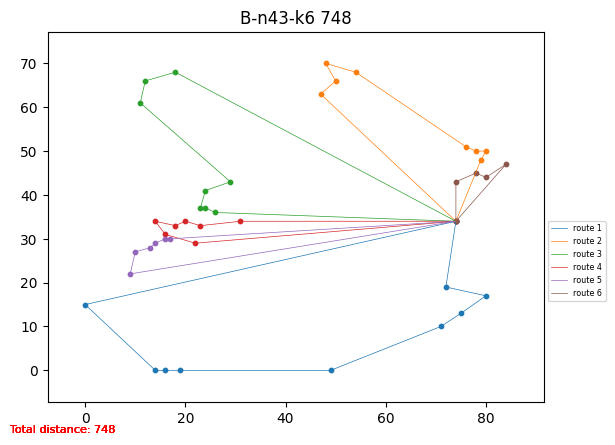 B-n43-k6 748
70
60
50
40
30
20
10
0
0 20 40 60 80
route 1
route 2
route 3
route 4
route 5
route 6
Total distance: 748